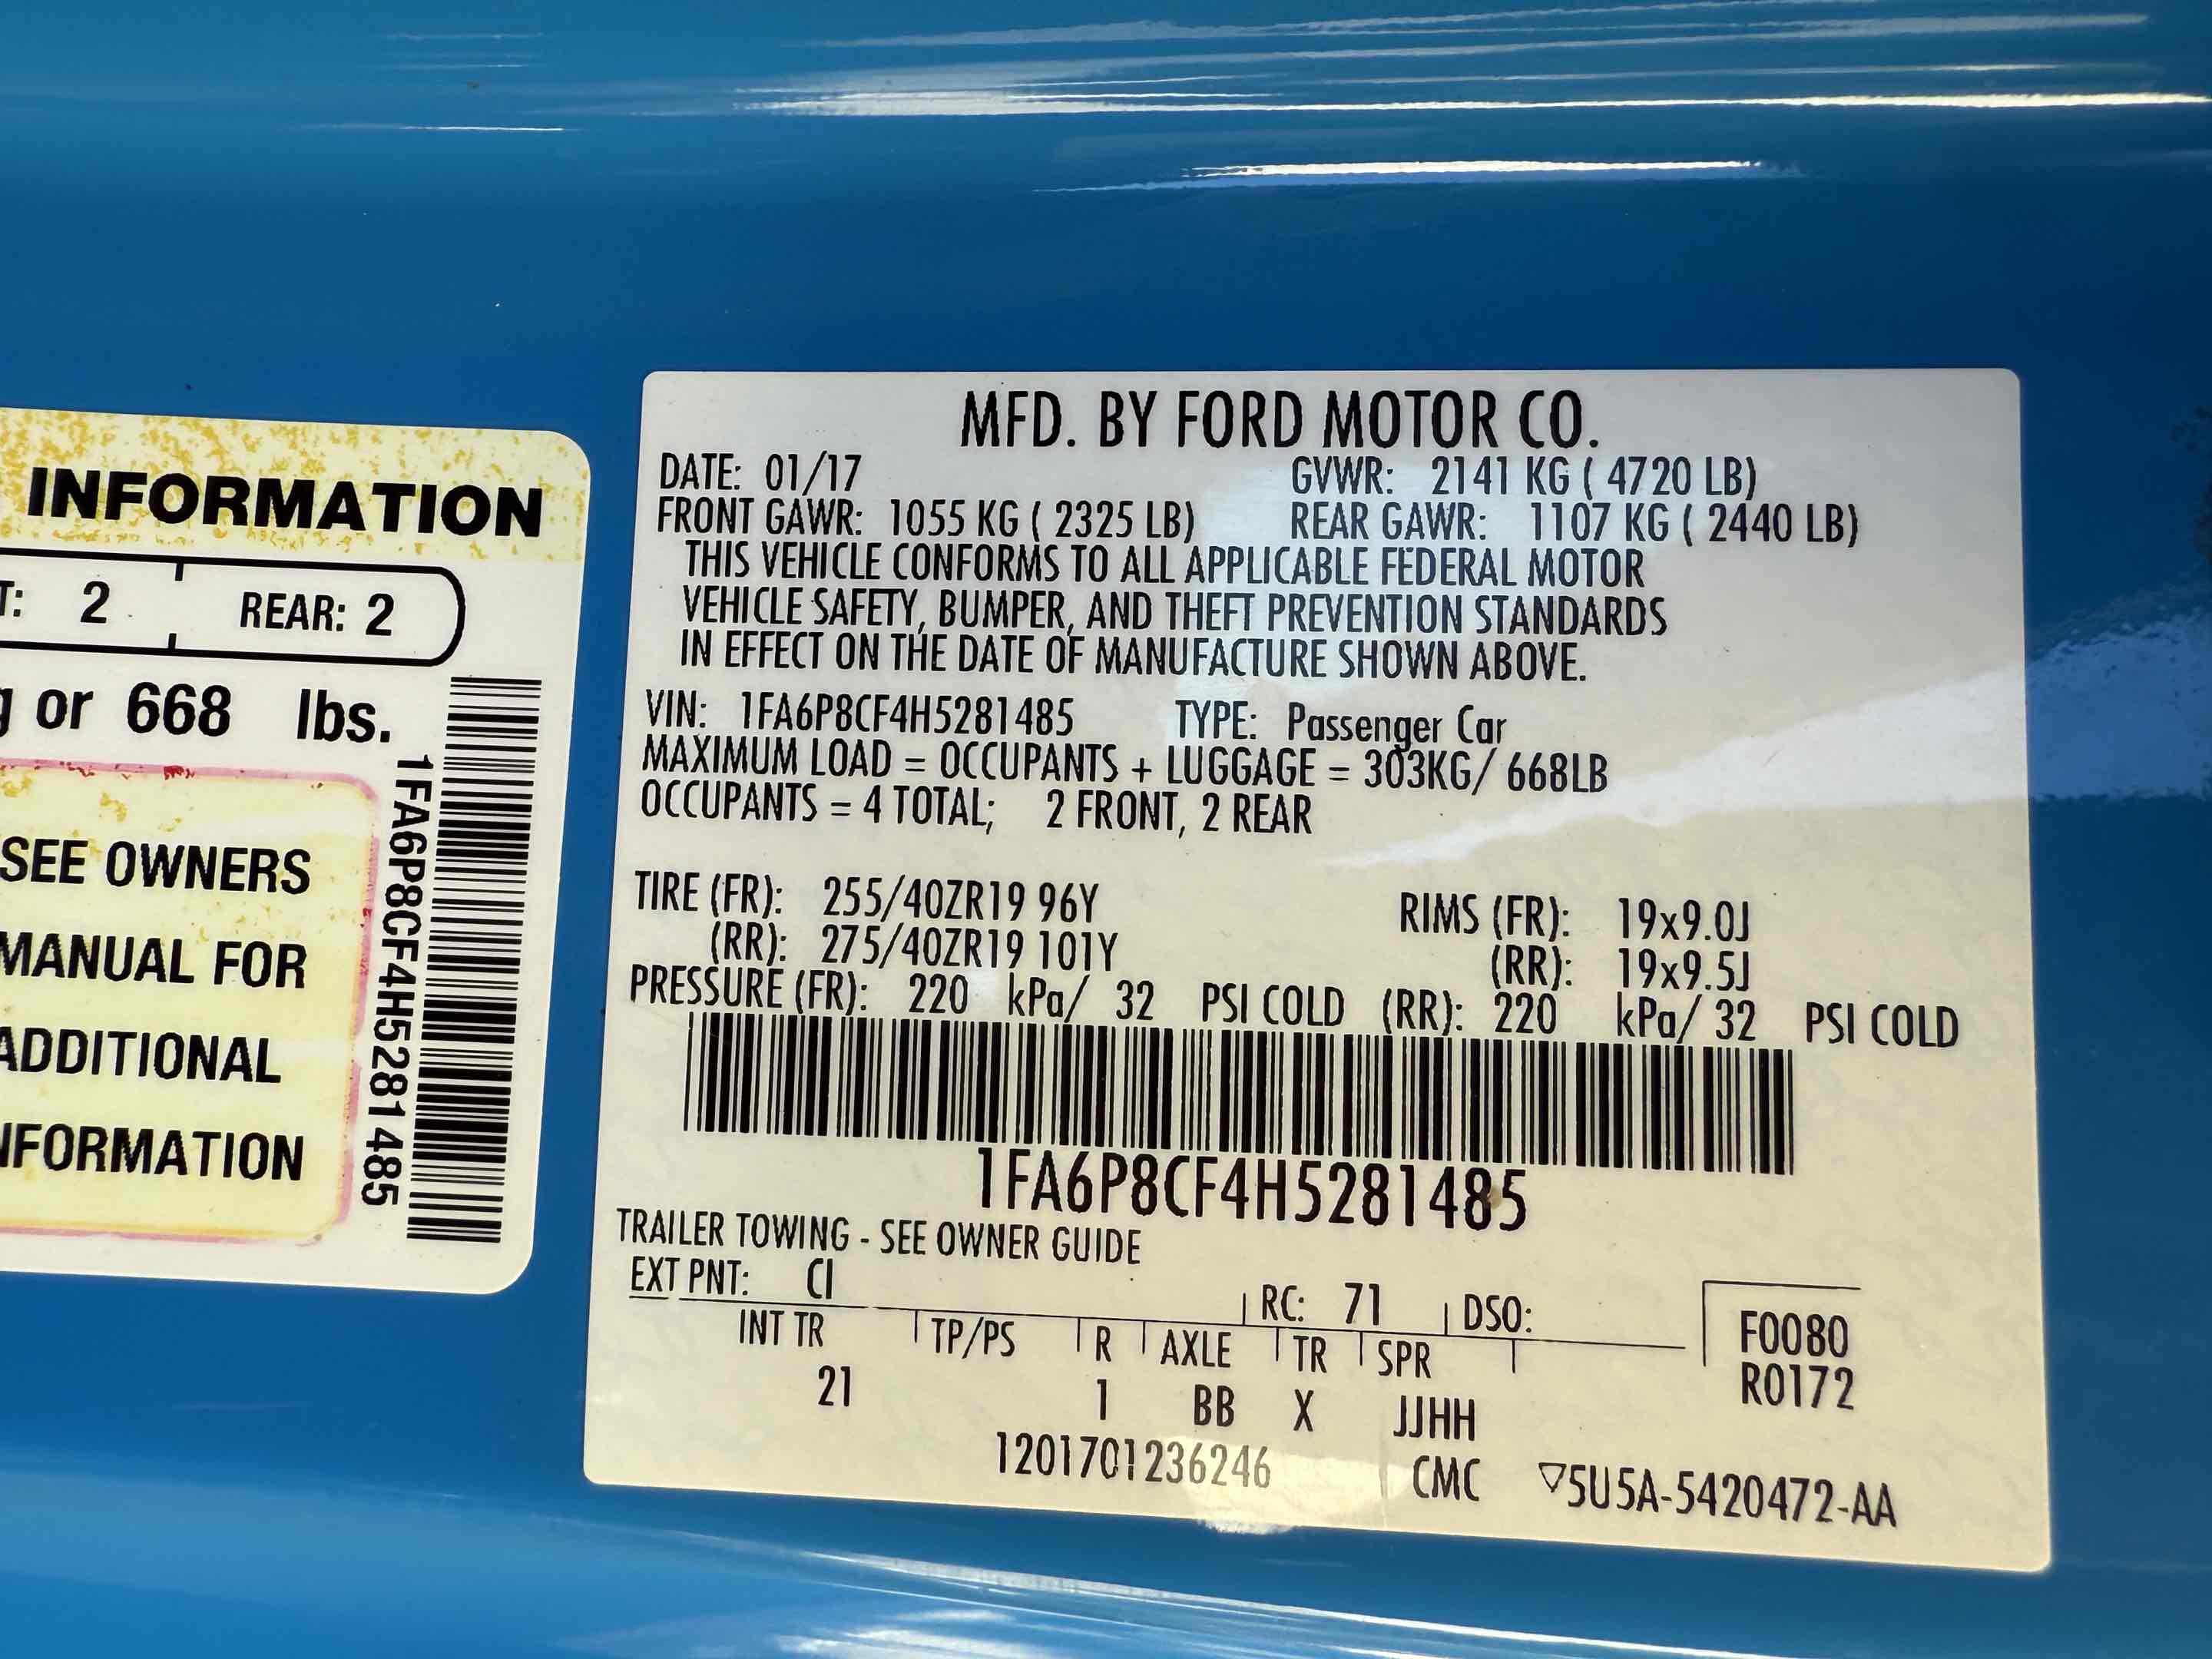 INFORMATION
T: 2 REAR: 2
or 668 lbs.
SEE OWNERS
MANUAL FOR
ADDITIONAL
INFORMATION
1FA6P8CF4H5281485
MFD. BY FORD MOTOR CO.
DATE: 01/17 GVWR: 2141 KG ( 4720 LB)
FRONT GAWR: 1055 KG ( 2325 LB) REAR GAWR: 1107 KG ( 2440 LB)
THIS VEHICLE CONFORMS TO ALL APPLICABLE FEDERAL MOTOR
VEHICLE SAFETY, BUMPER, AND THEFT PREVENTION STANDARDS
IN EFFECT ON THE DATE OF MANUFACTURE SHOWN ABOVE.
VIN: 1FA6P8CF4H5281485 TYPE: Passenger Car
MAXIMUM LOAD = OCCUPANTS + LUGGAGE = 303KG/ 668LB
OCCUPANTS = 4 TOTAL; 2 FRONT, 2 REAR
TIRE (FR): 255/40ZR19 96Y RIMS (FR): 19x9.0J
(RR): 275/40ZR19 101Y (RR): 19x9.5J
PRESSURE (FR): 220 kPa/ 32 PSI COLD (RR): 220 kPa/ 32 PSI COLD
1FA6P8CF4H5281485
TRAILER TOWING - SEE OWNER GUIDE
EXT PNT: CI RC: 71 DSO:
INT TR TP/PS R AXLE TR SPR F0080
21 1 BB X JJHH R0172
1201701236246 CMC ▽5U5A-5420472-AA